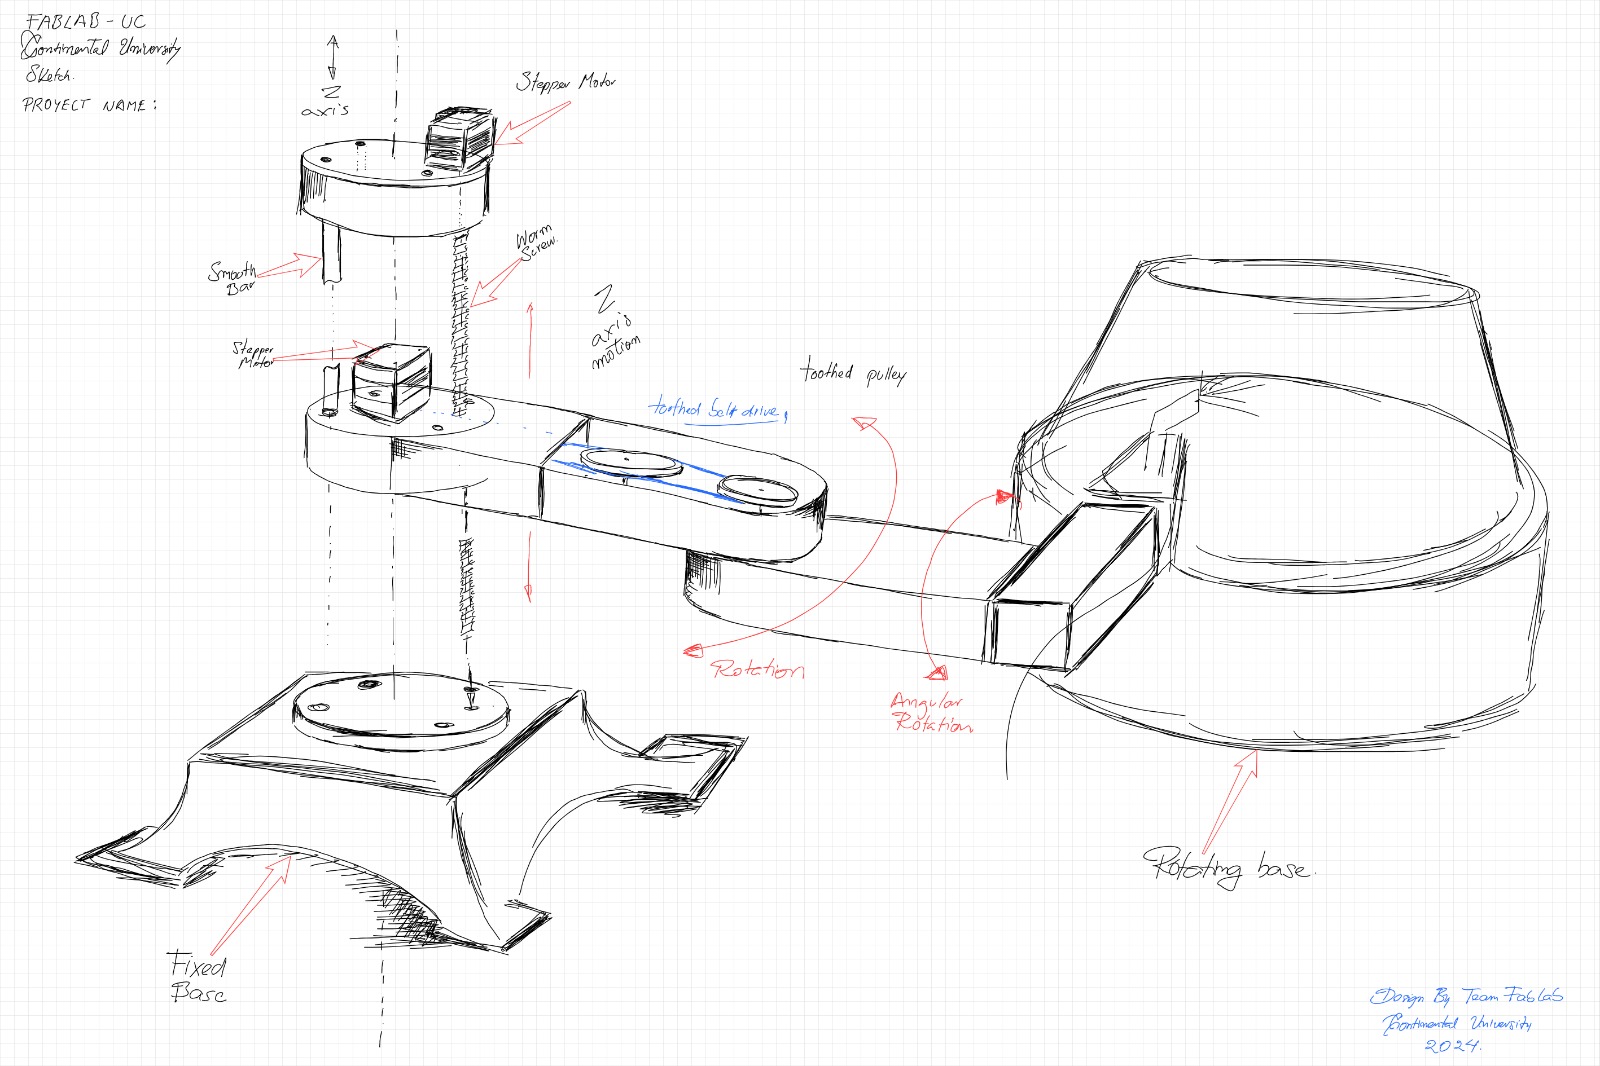 FABLAB - UC
Continental University
Sketch.
PROYECT NAME:
Z
axis
Stepper Motor
Worm
Screw.
Smooth
Bar
Z
axis
motion
Stepper
Motor
toothed pulley
toothed belt drive,
Rotation
Angular
Rotation
Rotating base.
Fixed
Base
Design By Team FabLab
Continental University
2024.